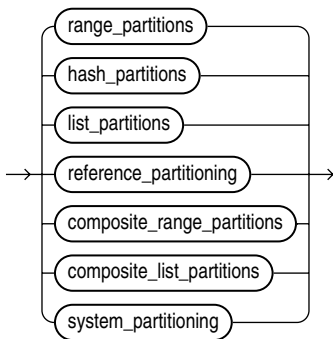 range_partitions
hash_partitions
list_partitions
reference_partitioning
composite_range_partitions
composite_list_partitions
system_partitioning